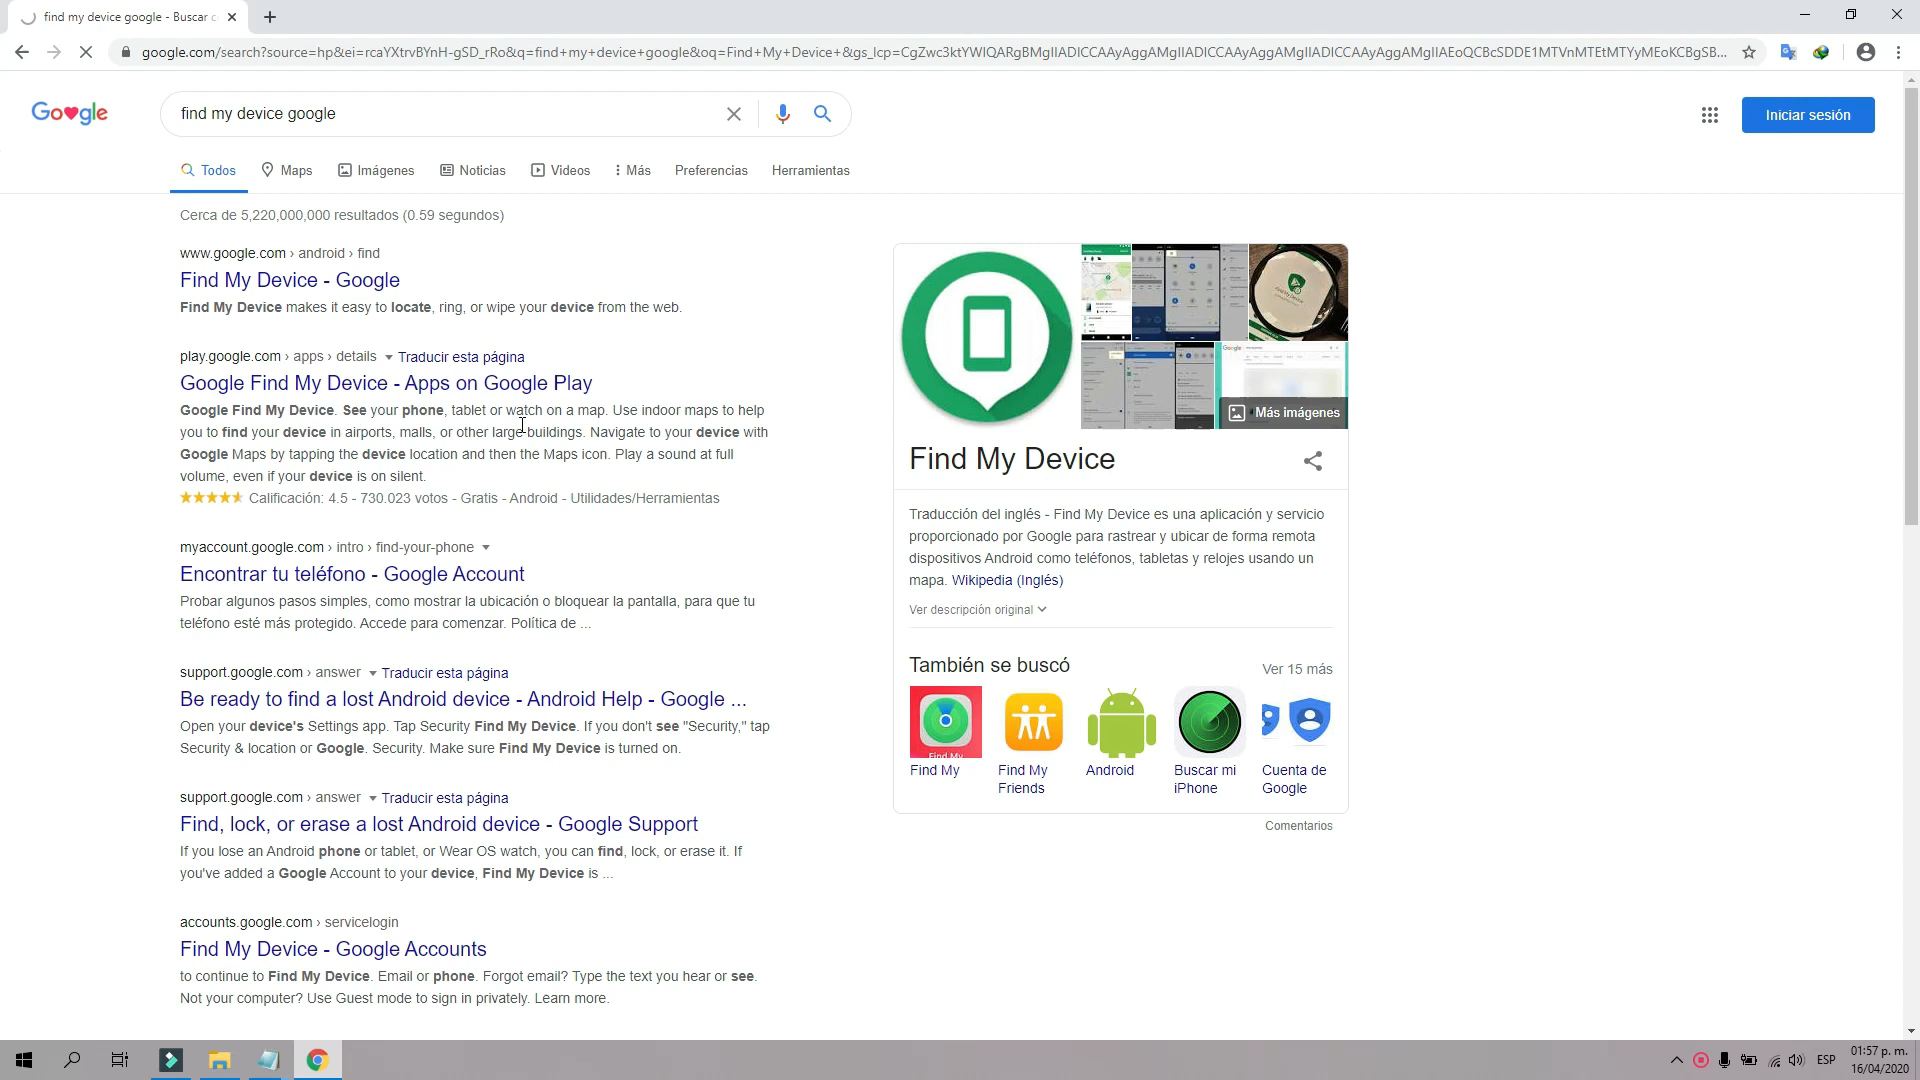 find my device google - Buscar c
google.com/search?source=hp&ei=rcaYXtrvBYnH-gSD_rRo&q=find+my+device+google&oq=Find+My+Device+&gs_lcp=CgZwc3ktYWIQARgBMgIIADICCAAyAggAMgIIADICCAAyAggAMgIIADICCAAyAggAMgIIAEoQCBcSDDE1MTVnMTEtMTYyMEoKCBgSB...
Google
find my device google
Iniciar sesión
Todos
Maps
Imágenes
Noticias
Videos
Más
Preferencias
Herramientas
Cerca de 5,220,000,000 resultados (0.59 segundos)
www.google.com › android › find
Find My Device - Google
Find My Device makes it easy to locate, ring, or wipe your device from the web.
play.google.com › apps › details Traducir esta página
Google Find My Device - Apps on Google Play
Google Find My Device. See your phone, tablet or watch on a map. Use indoor maps to help
you to find your device in airports, malls, or other large buildings. Navigate to your device with
Google Maps by tapping the device location and then the Maps icon. Play a sound at full
volume, even if your device is on silent.
Calificación: 4.5 - 730.023 votos - Gratis - Android - Utilidades/Herramientas
myaccount.google.com › intro › find-your-phone
Encontrar tu teléfono - Google Account
Probar algunos pasos simples, como mostrar la ubicación o bloquear la pantalla, para que tu
teléfono esté más protegido. Accede para comenzar. Política de ...
support.google.com › answer Traducir esta página
Be ready to find a lost Android device - Android Help - Google ...
Open your device's Settings app. Tap Security Find My Device. If you don't see "Security," tap
Security & location or Google. Security. Make sure Find My Device is turned on.
support.google.com › answer Traducir esta página
Find, lock, or erase a lost Android device - Google Support
If you lose an Android phone or tablet, or Wear OS watch, you can find, lock, or erase it. If
you've added a Google Account to your device, Find My Device is ...
accounts.google.com › servicelogin
Find My Device - Google Accounts
to continue to Find My Device. Email or phone. Forgot email? Type the text you hear or see.
Not your computer? Use Guest mode to sign in privately. Learn more.
Más imágenes
Find My Device
Traducción del inglés - Find My Device es una aplicación y servicio
proporcionado por Google para rastrear y ubicar de forma remota
dispositivos Android como teléfonos, tabletas y relojes usando un
mapa. Wikipedia (Inglés)
Ver descripción original
También se buscó
Ver 15 más
Find My
Find My
Friends
Android
Buscar mi
iPhone
Cuenta de
Google
Comentarios
ESP
01:57 p. m.
16/04/2020